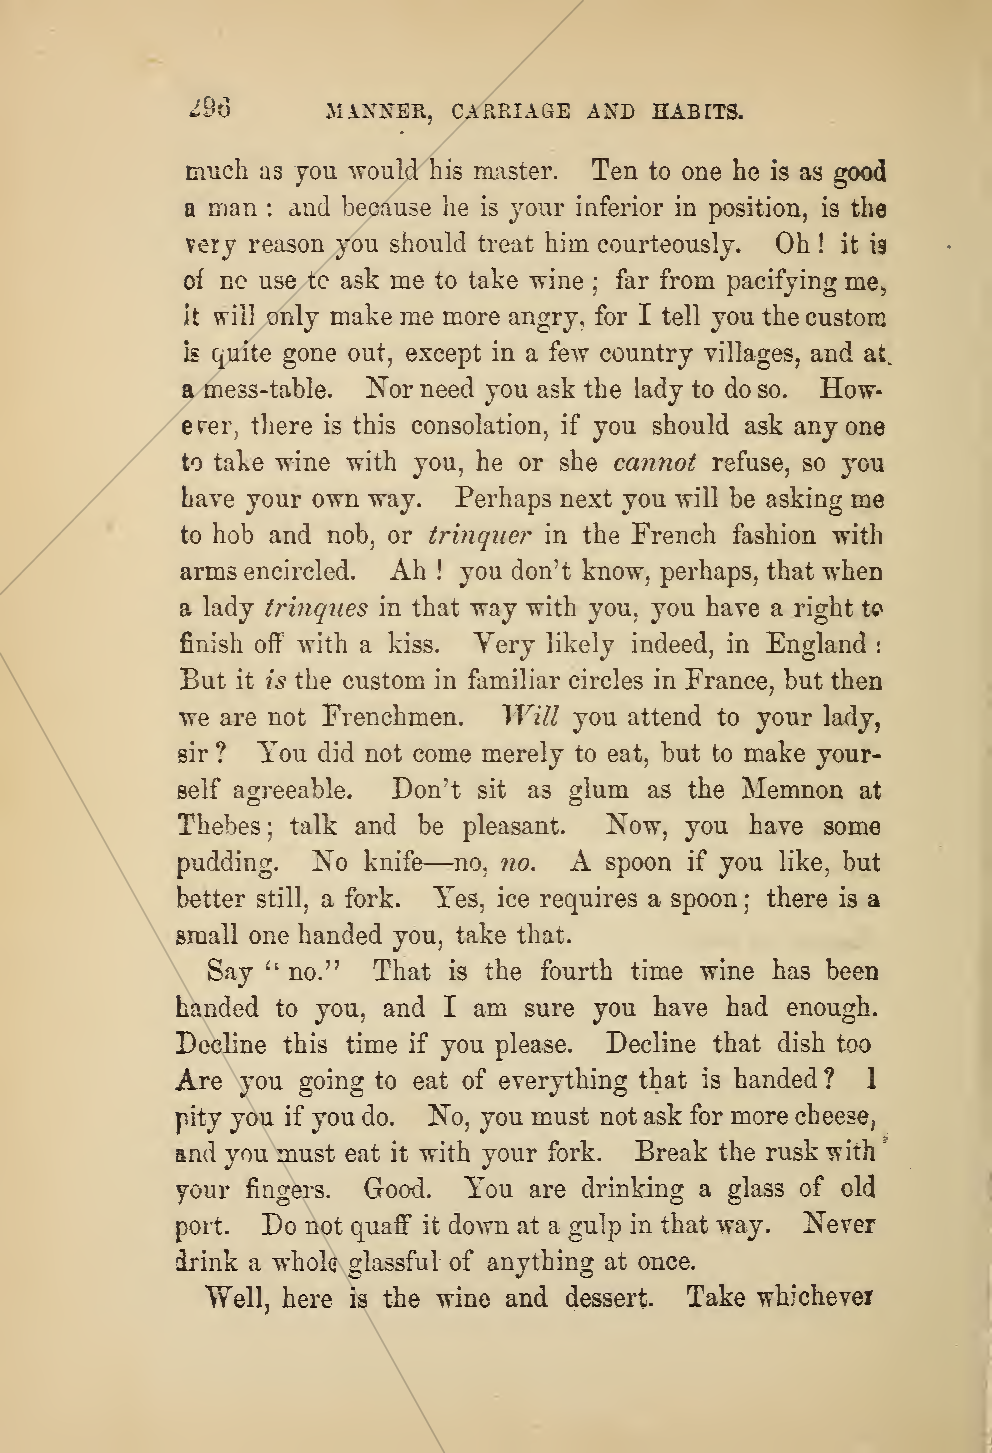 296 MANNER, CARRIAGE AND HABITS.
much as you would his master. Ten to one he is as good
a man : and because he is your inferior in position, is the
very reason you should treat him courteously. Oh ! it is
of no use to ask me to take wine ; far from pacifying me,
it will only make me more angry, for I tell you the custom
is quite gone out, except in a few country villages, and at
a mess-table. Nor need you ask the lady to do so. How-
ever, there is this consolation, if you should ask any one
to take wine with you, he or she cannot refuse, so you
have your own way. Perhaps next you will be asking me
to hob and nob, or trinquer in the French fashion with
arms encircled. Ah ! you don't know, perhaps, that when
a lady trinques in that way with you, you have a right to
finish off with a kiss. Very likely indeed, in England :
But it is the custom in familiar circles in France, but then
we are not Frenchmen. Will you attend to your lady,
sir ? You did not come merely to eat, but to make your-
self agreeable. Don't sit as glum as the Memnon at
Thebes ; talk and be pleasant. Now, you have some
pudding. No knife—no, no. A spoon if you like, but
better still, a fork. Yes, ice requires a spoon ; there is a
small one handed you, take that.
Say “ no.” That is the fourth time wine has been
handed to you, and I am sure you have had enough.
Decline this time if you please. Decline that dish too
Are you going to eat of everything that is handed ? I
pity you if you do. No, you must not ask for more cheese,
and you must eat it with your fork. Break the rusk with
your fingers. Good. You are drinking a glass of old
port. Do not quaff it down at a gulp in that way. Never
drink a whole glassful of anything at once.
Well, here is the wine and dessert. Take whichever